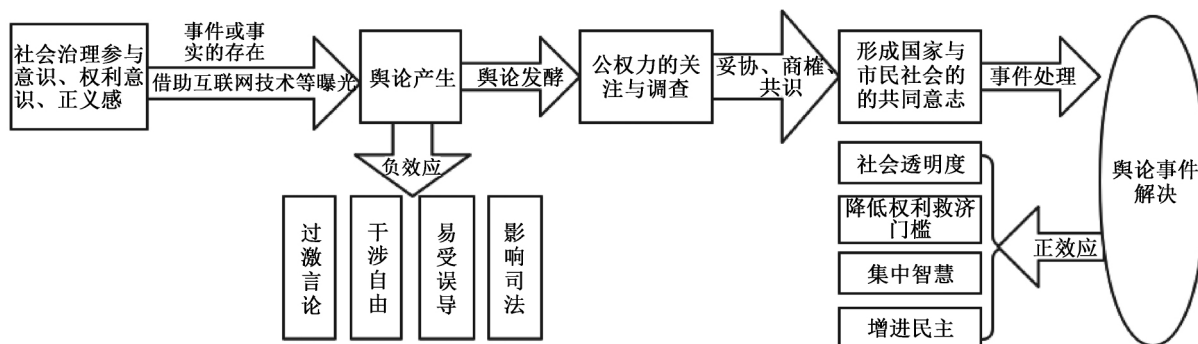 社会治理参与
意识、权利意
识、正义感
事件或事
实的存在
借助互联网技术等曝光
舆论产生
舆论发酵
公权力的关
注与调查
妥协、商榷、
共识
形成国家与
市民社会的
的共同意志
事件处理
舆论事件
解决
负效应
过激言论
干涉自由
易受误导
影响司法
正效应
社会透明度
降低权利救济
门槛
集中智慧
增进民主